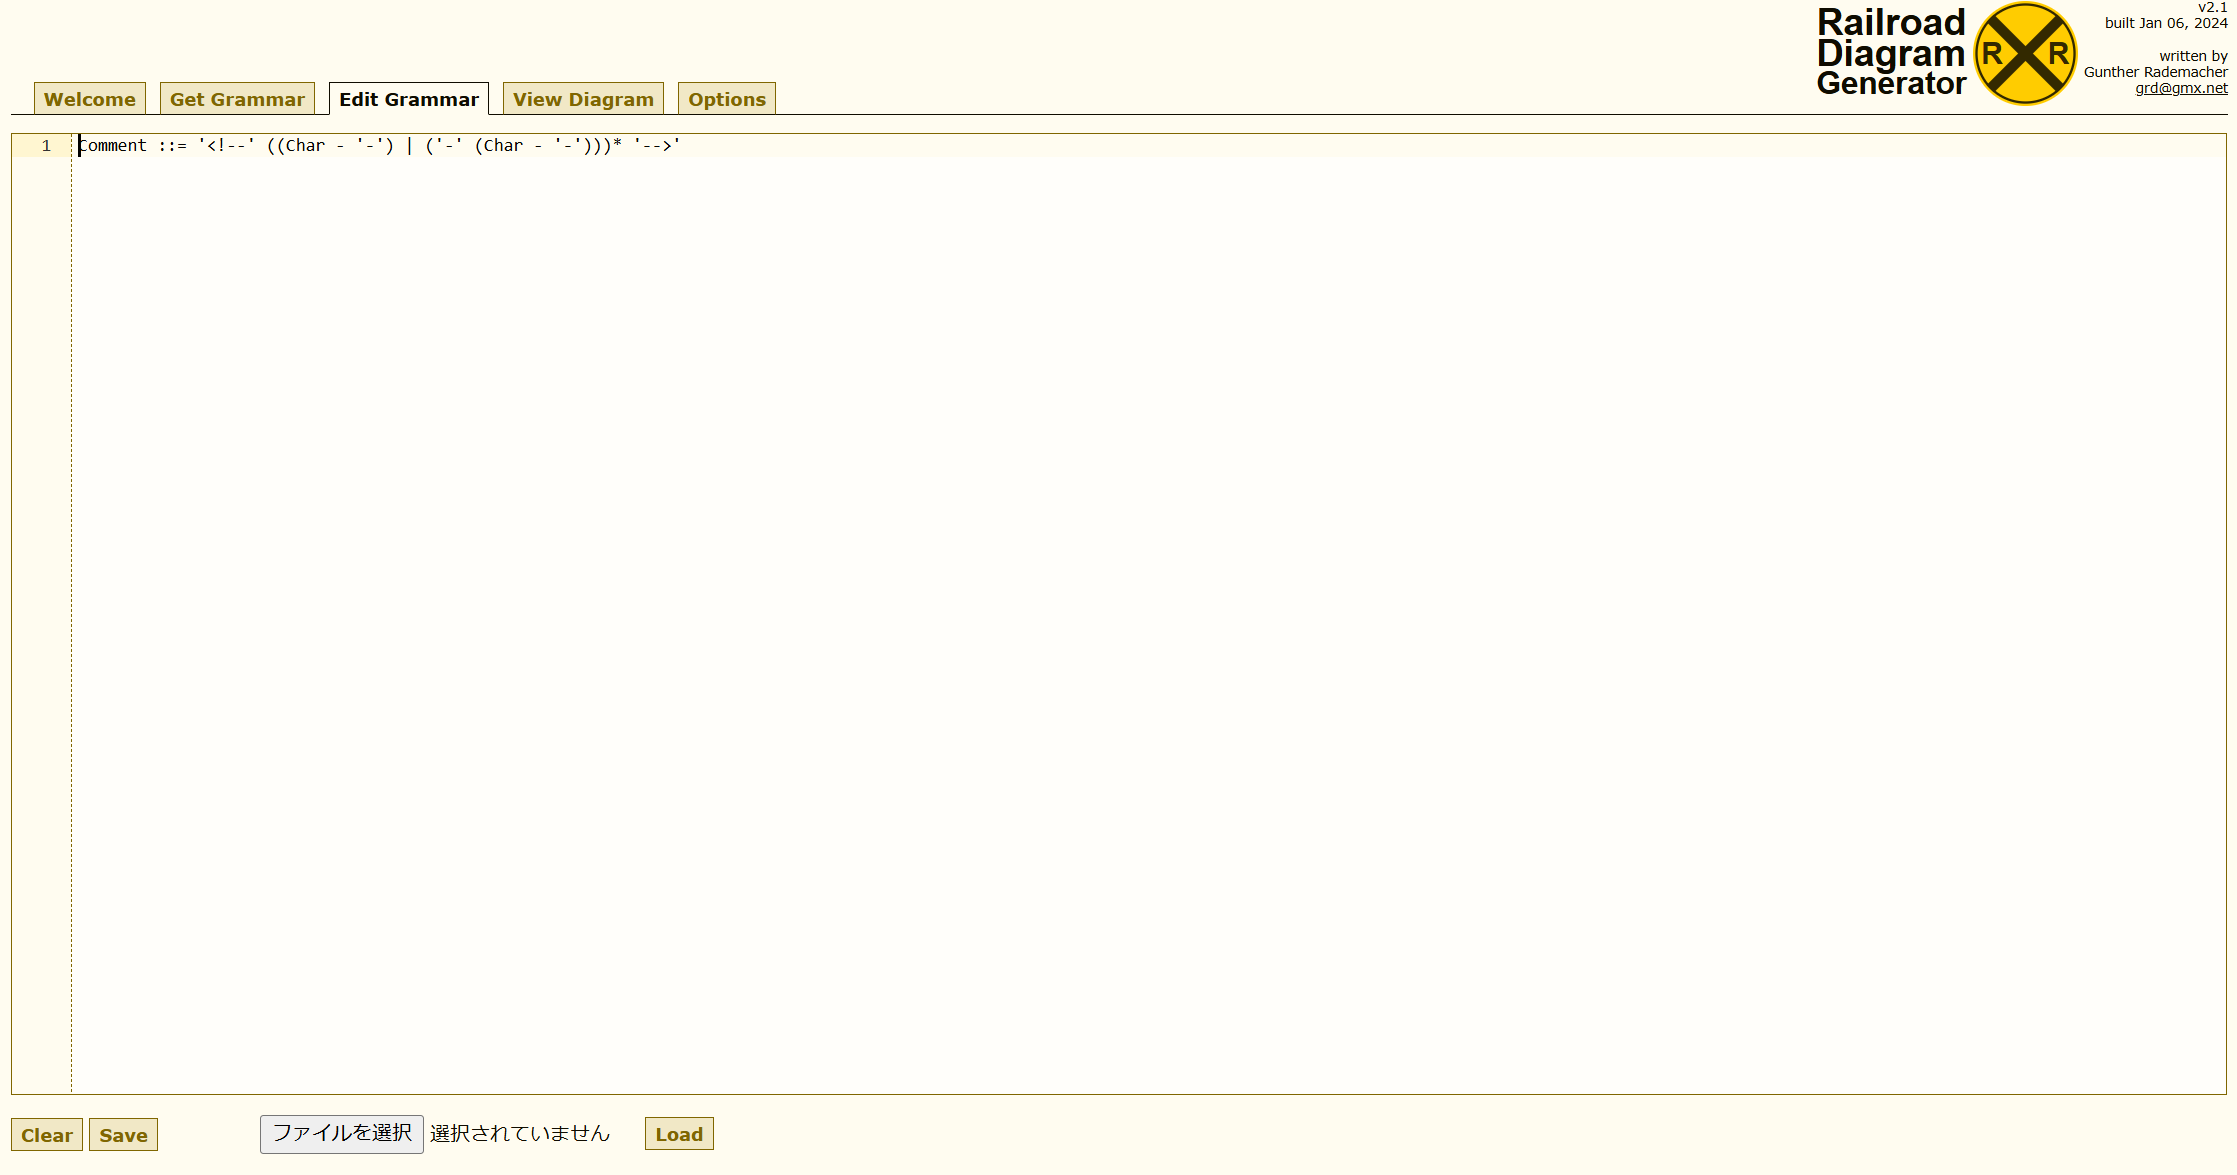 Railroad
Diagram
Generator
R R
v2.1
built Jan 06, 2024
written by
Gunther Rademacher
grd@gmx.net
Welcome
Get Grammar
Edit Grammar
View Diagram
Options
1
Comment ::= '<!--' ((Char - '-') | ('-' (Char - '-')))* '-->'
Clear
Save
ファイルを選択 選択されていません
Load